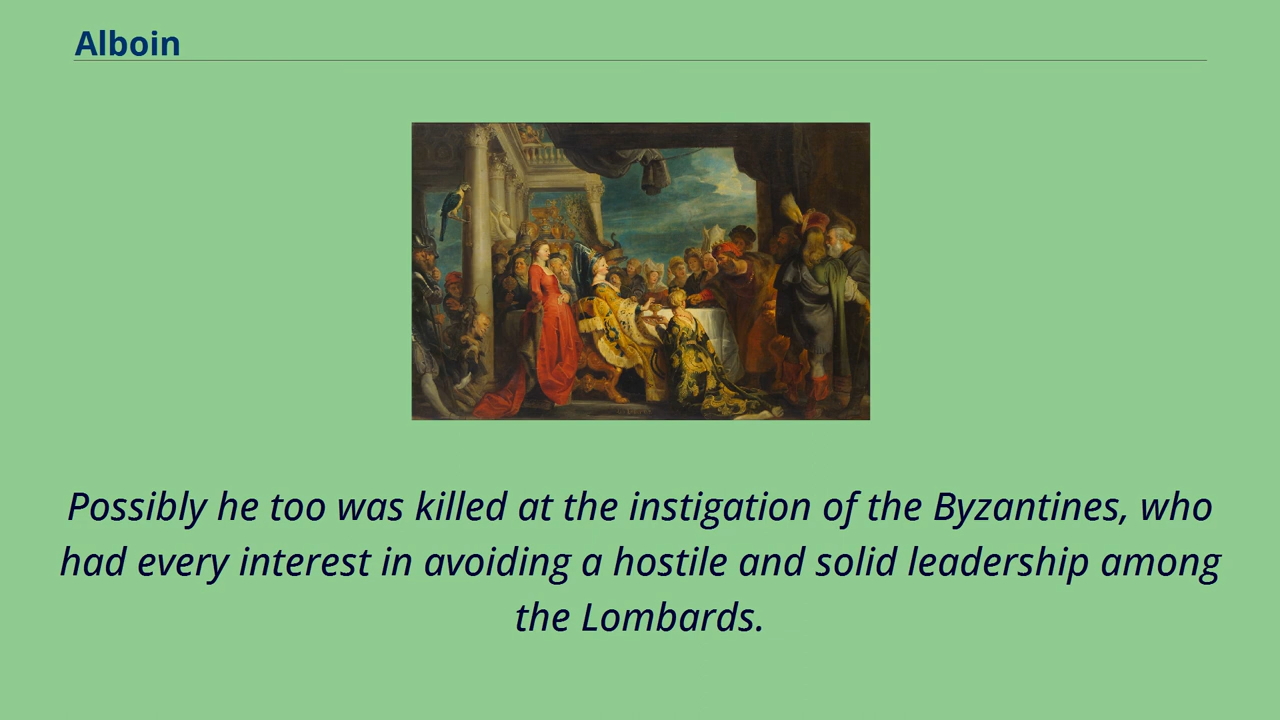 Alboin
Possibly he too was killed at the instigation of the Byzantines, who
had every interest in avoiding a hostile and solid leadership among
the Lombards.